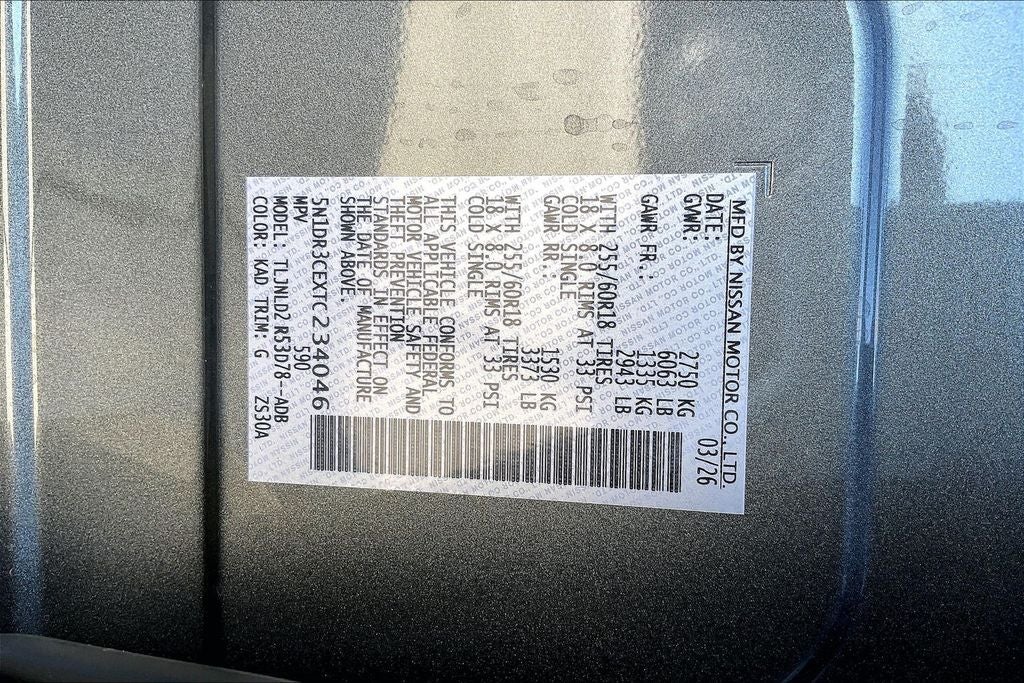 MFD BY NISSAN MOTOR CO., LTD.
DATE: 03/26
GVWR: 2750 KG
6063 LB
GAWR FR.: 1335 KG
2943 LB
WITH 255/60R18 TIRES
18 X 8.0 RIMS AT 33 PSI
COLD SINGLE
GAWR RR.: 1530 KG
3373 LB
WITH 255/60R18 TIRES
18 X 8.0 RIMS AT 33 PSI
COLD SINGLE
THIS VEHICLE CONFORMS TO
ALL APPLICABLE FEDERAL
MOTOR VEHICLE SAFETY AND
THEFT PREVENTION
STANDARDS IN EFFECT ON
THE DATE OF MANUFACTURE
SHOWN ABOVE.
5N1DR3CEXTC234046
MPV 590
MODEL: TLJNLD2 R53D78--ADB
COLOR: KAD TRIM: G ZS30A